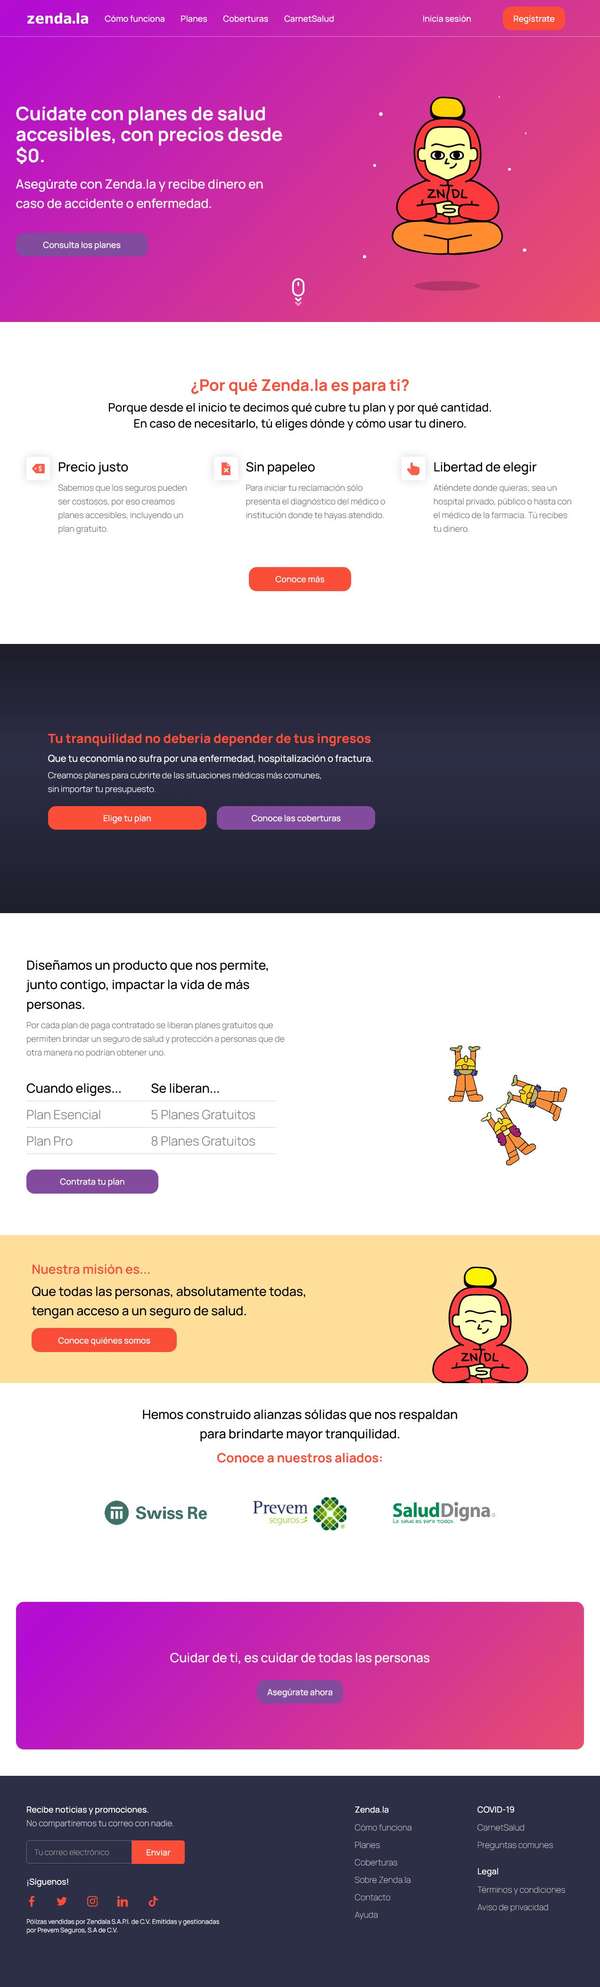 zenda.la
Cómo funciona
Planes
Coberturas
CarnetSalud
Inicia sesión
Regístrate
Cuídate con planes de salud
accesibles, con precios desde
$0.
Asegúrate con Zenda.la y recibe dinero en
caso de accidente o enfermedad.
Consulta los planes
ZNDL
¿Por qué Zenda.la es para ti?
Porque desde el inicio te decimos qué cubre tu plan y por qué cantidad.
En caso de necesitarlo, tú eliges dónde y cómo usar tu dinero.
Precio justo
Sabemos que los seguros pueden
ser costosos, por eso creamos
planes accesibles, incluyendo un
plan gratuito.
Sin papeleo
Para iniciar tu reclamación sólo
presenta el diagnóstico del médico o
institución donde te hayas atendido.
Libertad de elegir
Atiéndete donde quieras; sea un
hospital privado, público o hasta con
el médico de la farmacia. Tú recibes
tu dinero.
Conoce más
Tu tranquilidad no debería depender de tus ingresos
Que tu economía no sufra por una enfermedad, hospitalización o fractura.
Creamos planes para cubrirte de las situaciones médicas más comunes,
sin importar tu presupuesto.
Elige tu plan
Conoce las coberturas
Diseñamos un producto que nos permite,
junto contigo, impactar la vida de más
personas.
Por cada plan de paga contratado se liberan planes gratuitos que
permiten brindar un seguro de salud y protección a personas que de
otra manera no podrían obtener uno.
Cuando eliges... Se liberan...
Plan Esencial 5 Planes Gratuitos
Plan Pro 8 Planes Gratuitos
Contrata tu plan
Nuestra misión es...
Que todas las personas, absolutamente todas,
tengan acceso a un seguro de salud.
Conoce quiénes somos
ZNDL
Hemos construido alianzas sólidas que nos respaldan
para brindarte mayor tranquilidad.
Conoce a nuestros aliados:
Swiss Re
Prevem
seguros
SaludDigna
La salud es para todos
Cuidar de ti, es cuidar de todas las personas
Asegúrate ahora
Recibe noticias y promociones.
No compartiremos tu correo con nadie.
Tu correo electrónico
Enviar
¡Síguenos!
Pólizas vendidas por Zendala S.A.P.I. de C.V. Emitidas y gestionadas
por Prevem Seguros, S.A de C.V.
Zenda.la
Cómo funciona
Planes
Coberturas
Sobre Zenda.la
Contacto
Ayuda
COVID-19
CarnetSalud
Preguntas comunes
Legal
Términos y condiciones
Aviso de privacidad